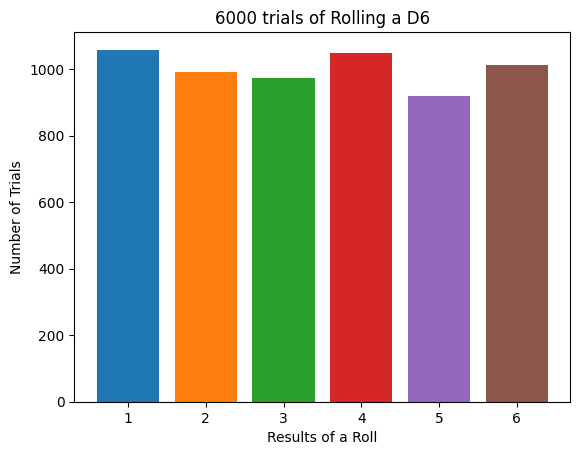 6000 trials of Rolling a D6
Number of Trials
1000
800
600
400
200
0
1 2 3 4 5 6
Results of a Roll